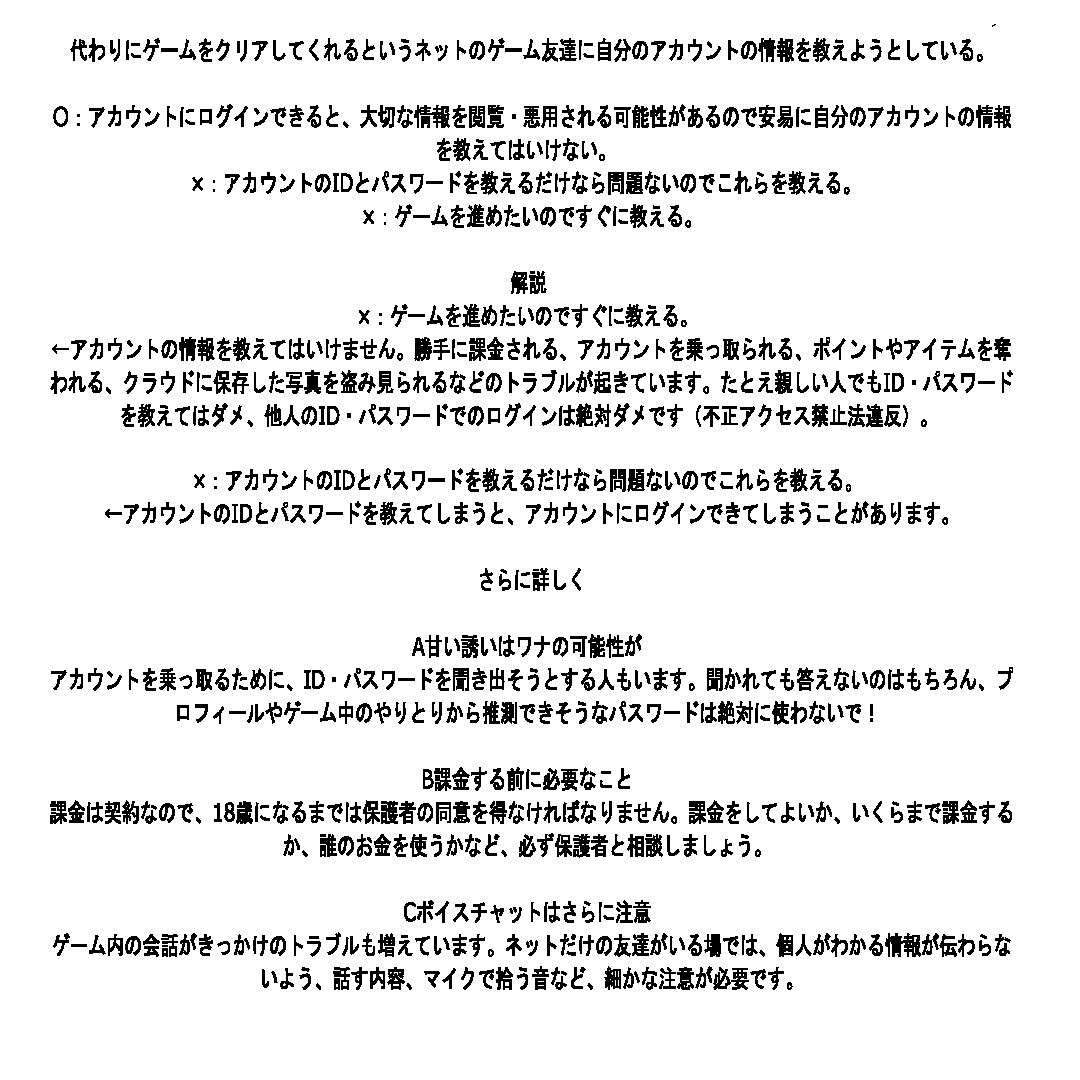 代わりにゲームをクリアしてくれるというネットのゲーム友達に自分のアカウントの情報を教えようとしている。
○：アカウントにログインできると、大切な情報を閲覧・悪用される可能性があるので安易に自分のアカウントの情報
を教えてはいけない。
×：アカウントのIDとパスワードを教えるだけなら問題ないのでこれらを教える。
×：ゲームを進めたいのですぐに教える。
解説
×：ゲームを進めたいのですぐに教える。
←アカウントの情報を教えてはいけません。勝手に課金される、アカウントを乗っ取られる、ポイントやアイテムを奪
われる、クラウドに保存した写真を盗み見られるなどのトラブルが起きています。たとえ親しい人でもID・パスワード
を教えてはダメ、他人のID・パスワードでのログインは絶対ダメです（不正アクセス禁止法違反）。
×：アカウントのIDとパスワードを教えるだけなら問題ないのでこれらを教える。
←アカウントのIDとパスワードを教えてしまうと、アカウントにログインできてしまうことがあります。
さらに詳しく
A甘い誘いはワナの可能性が
アカウントを乗っ取るために、ID・パスワードを聞き出そうとする人もいます。聞かれても答えないのはもちろん、プ
ロフィールやゲーム中のやりとりから推測できそうなパスワードは絶対に使わないで！
B課金する前に必要なこと
課金は契約なので、18歳になるまでは保護者の同意を得なければなりません。課金をしてよいか、いくらまで課金する
か、誰のお金を使うかなど、必ず保護者と相談しましょう。
Cボイスチャットはさらに注意
ゲーム内の会話がきっかけのトラブルも増えています。ネットだけの友達がいる場では、個人がわかる情報が伝わらな
いよう、話す内容、マイクで拾う音など、細かな注意が必要です。